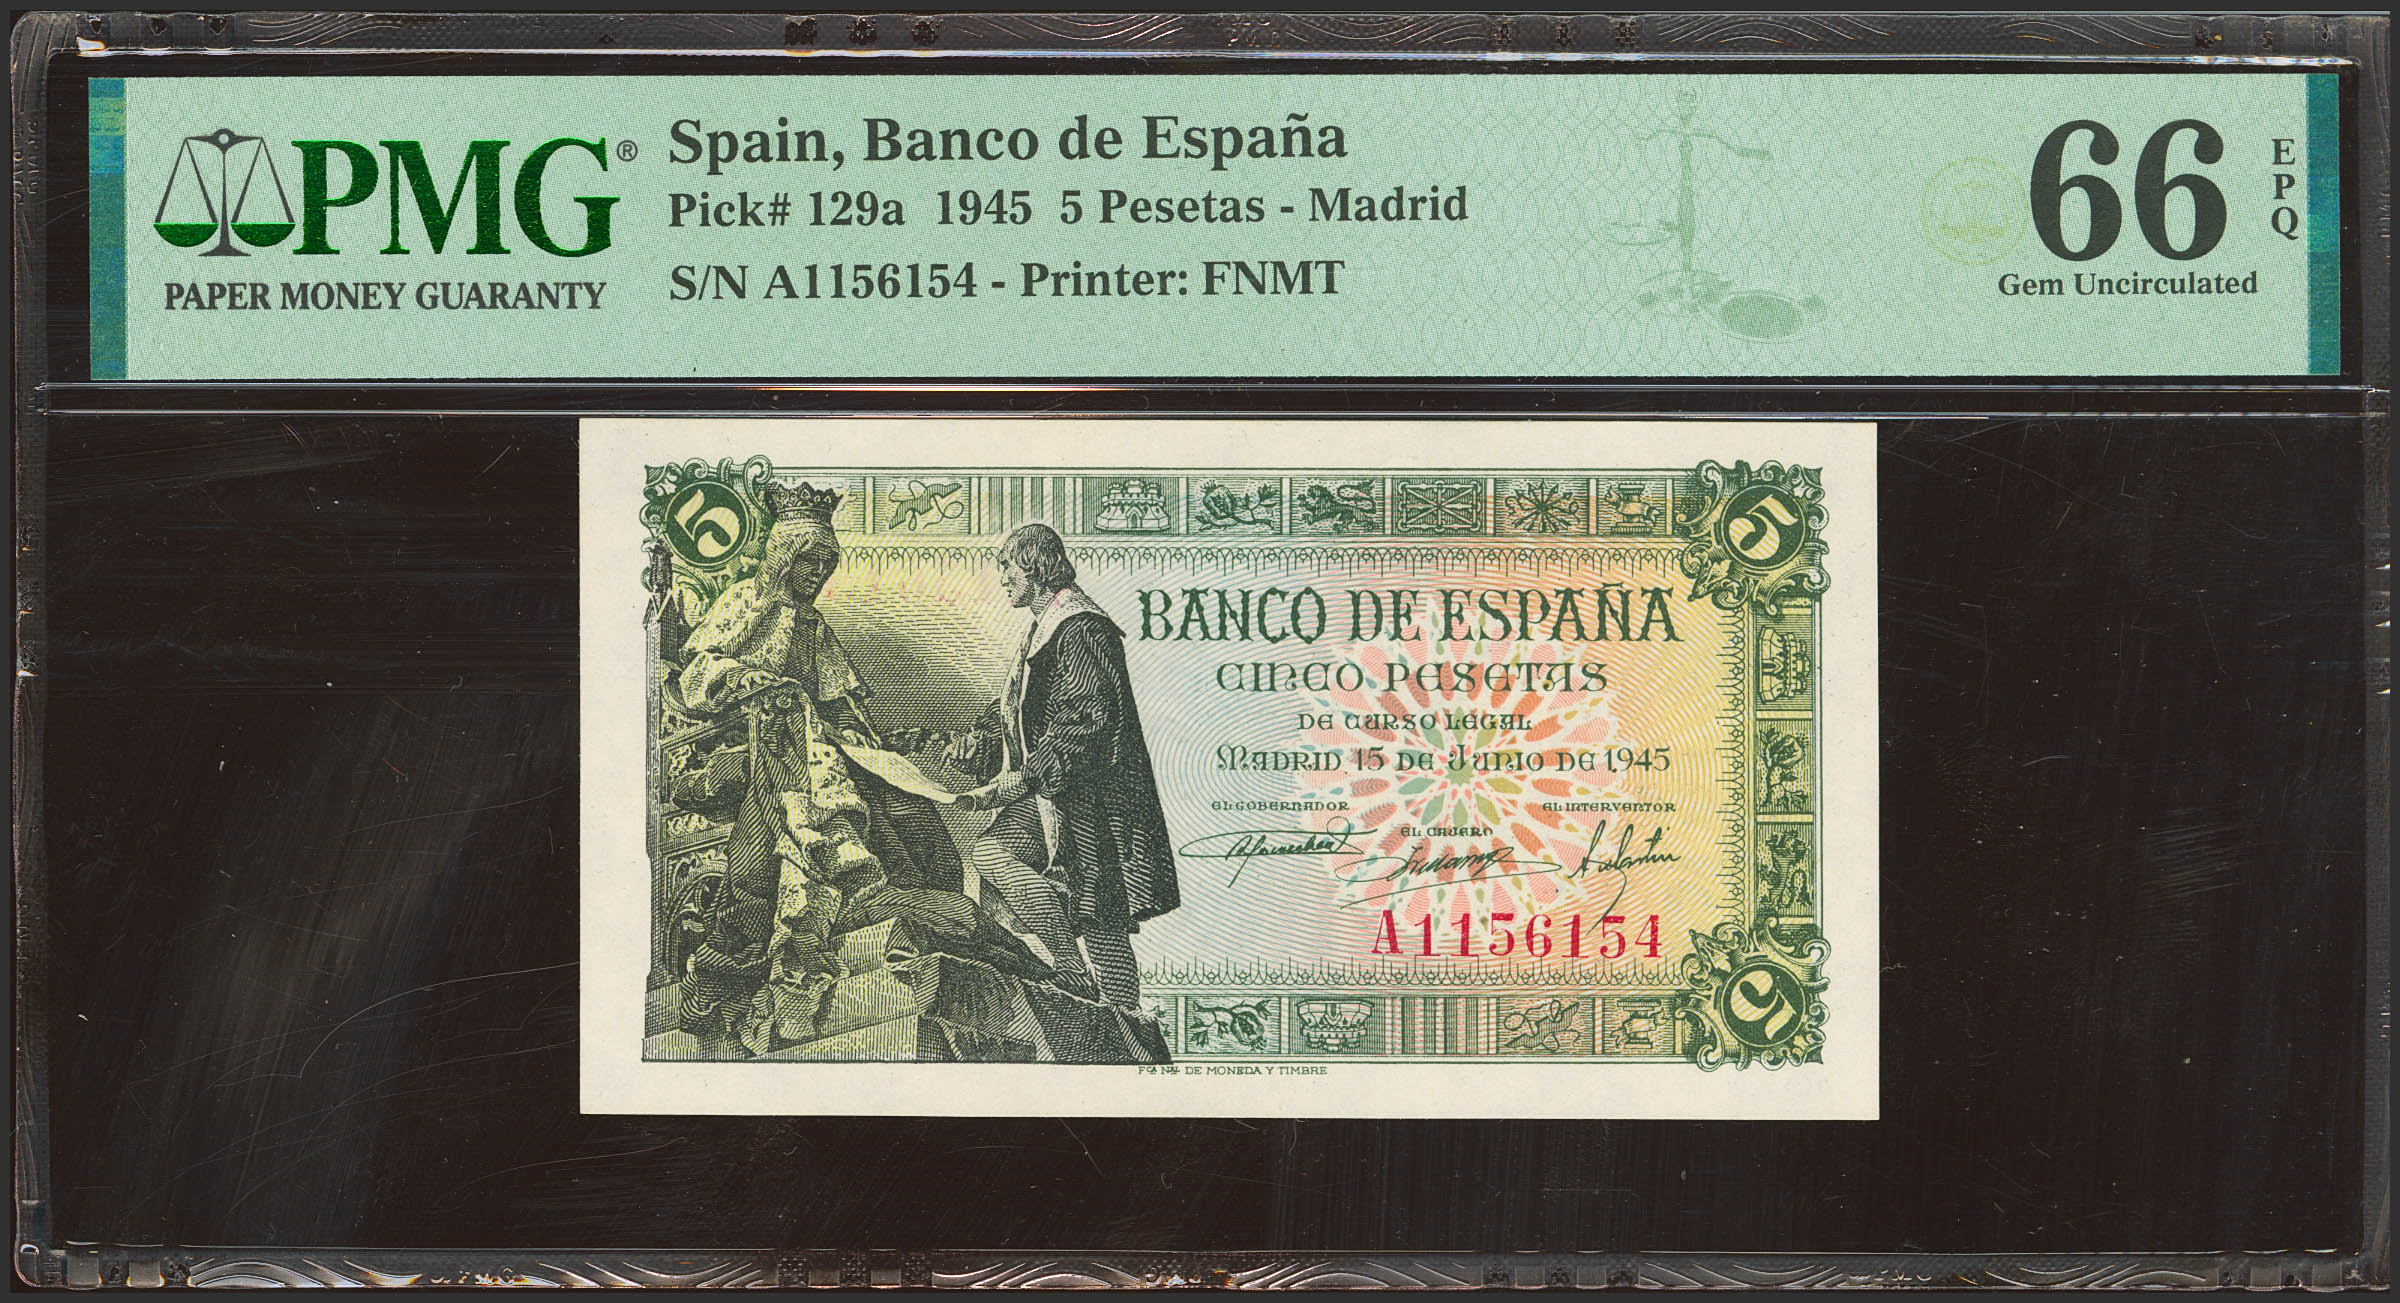 PMG®
PAPER MONEY GUARANTY
Spain, Banco de España
Pick# 129a 1945 5 Pesetas - Madrid
S/N A1156154 - Printer: FNMT
66
EPQ
Gem Uncirculated
5
5
BANCO DE ESPAÑA
CINCO PESETAS
DE CURSO LEGAL
MADRID 15 DE JUNIO DE 1945
EL GOBERNADOR
EL INTERVENTOR
EL CAJERO
A1156154
5
FCA NAL DE MONEDA Y TIMBRE